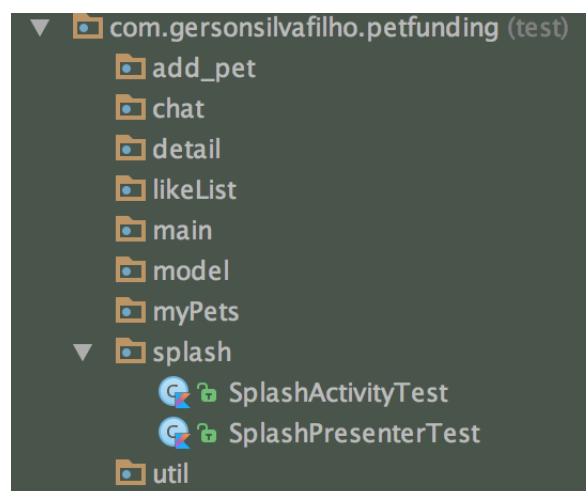 com.gersonsilvafilho.petfunding (test)
add_pet
chat
detail
likeList
main
model
myPets
splash
SplashActivityTest
SplashPresenterTest
util